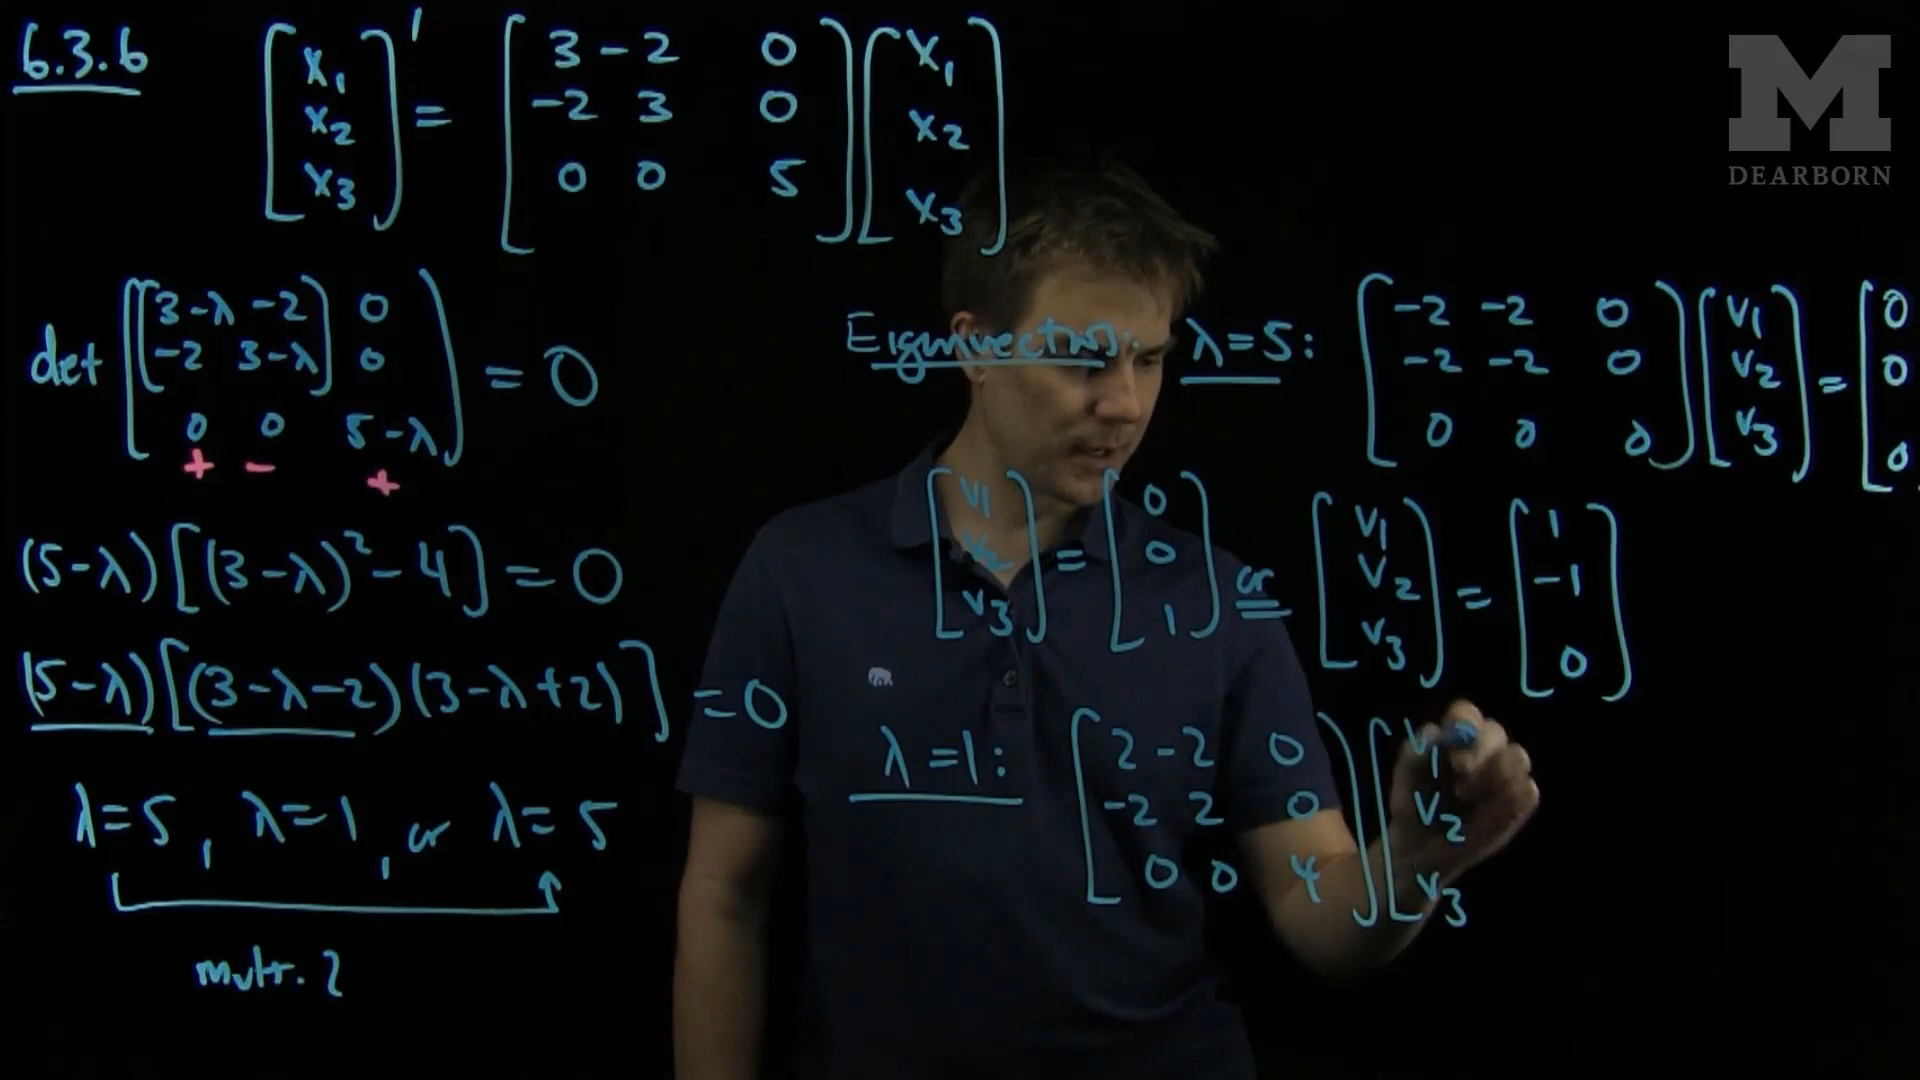 6.3.6
[x₁ x₂ x₃]' = [3 -2 0; -2 3 0; 0 0 5] [x₁ x₂ x₃]
M
DEARBORN
det [3-λ -2 0; -2 3-λ 0; 0 0 5-λ] = 0
+ - +
(5-λ)[(3-λ)²-4] = 0
(5-λ)[(3-λ-2)(3-λ+2)] = 0
λ=5, λ=1, or λ=5
mult. 2
Eigenvectors: λ=5: [-2 -2 0; -2 -2 0; 0 0 0] [v₁ v₂ v₃] = [0 0 0
[v₁ v₂ v₃] = [0 0 1] or [v₁ v₂ v₃] = [1 -1 0]
λ=1: [2 -2 0; -2 2 0; 0 0 4] [v₁ v₂ v₃